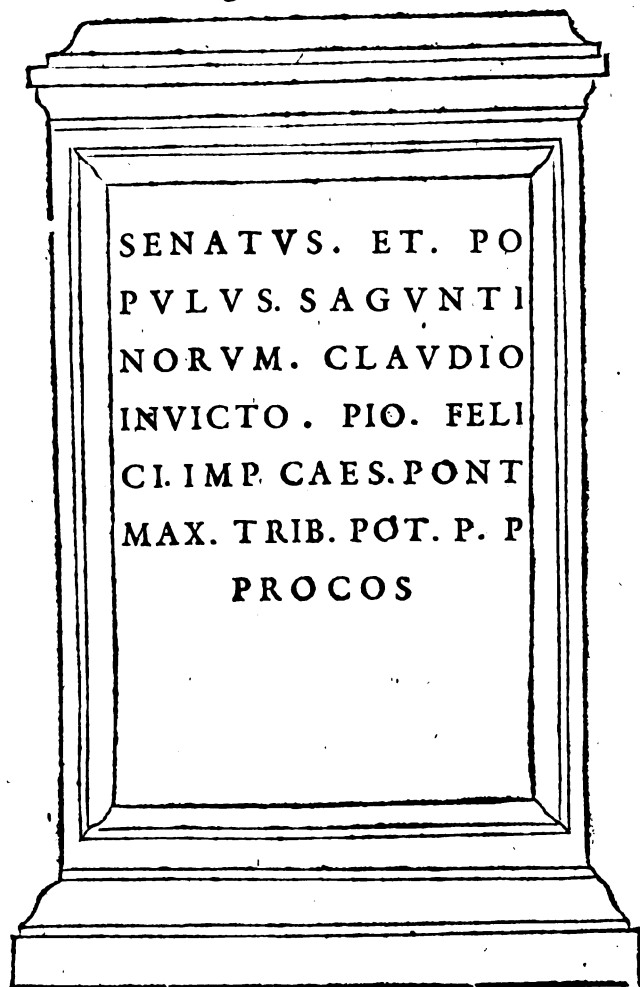 SENATVS. ET. PO
PVLVS. SAGVNTI
NORVM. CLAVDIO
INVICTO. PIO. FELI
CI. IMP. CAES. PONT
MAX. TRIB. POT. P. P
PROCOS